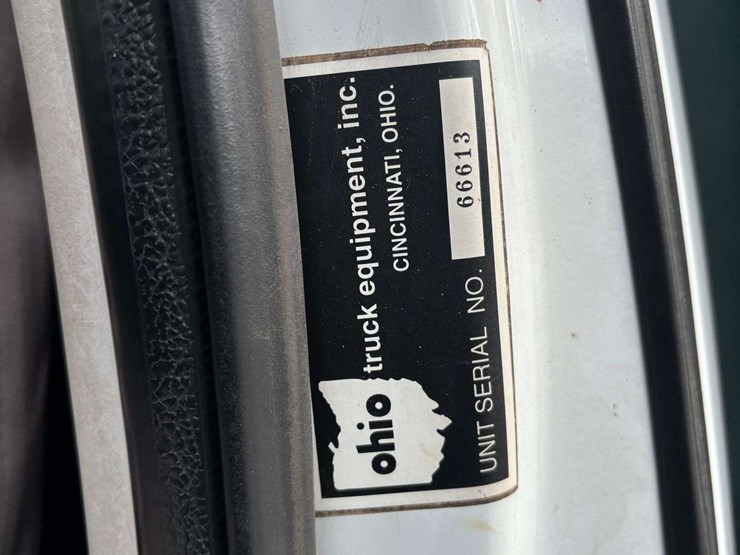 ohio truck equipment, inc.
CINCINNATI, OHIO.
UNIT SERIAL NO. 66613